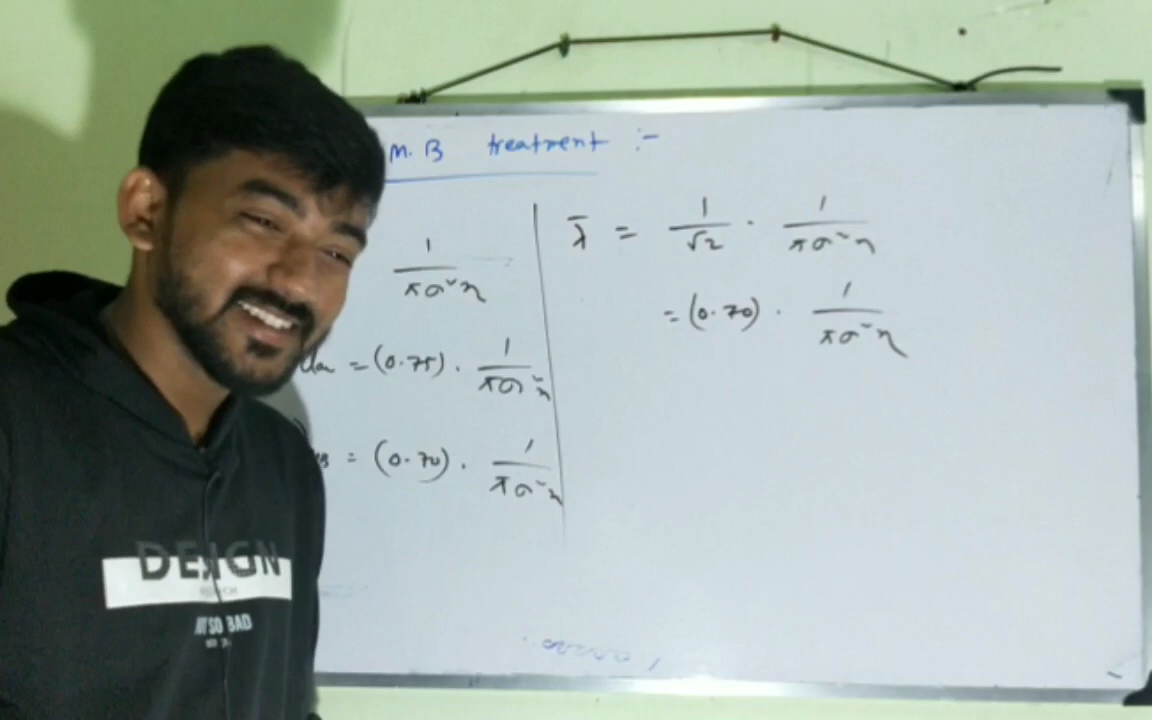 M.B treatment :-
1
πσ²n
= (0.75) · 1
πσ²n
= (0.70) · 1
πσ²n
λ̄ = 1/√2 · 1/πσ²n
= (0.70) · 1/πσ²n
DESIGN
BAD